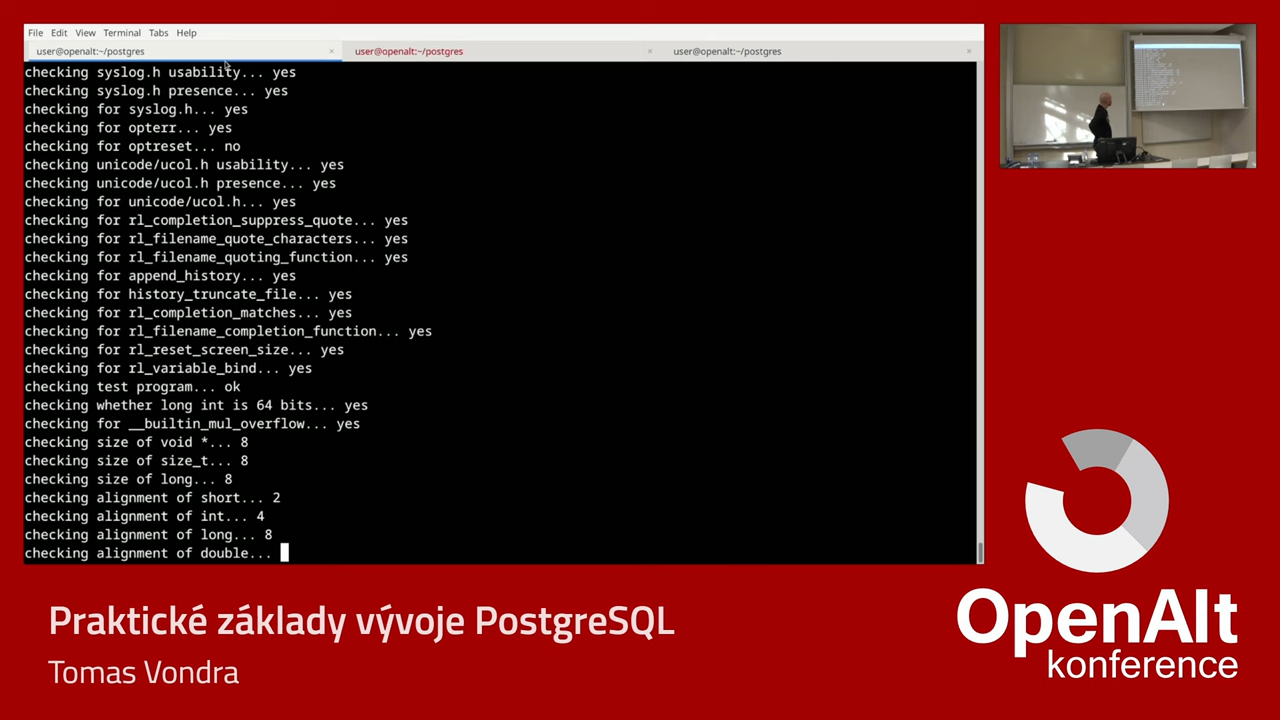 File Edit View Terminal Tabs Help
user@openalt:~/postgres × user@openalt:~/postgres × user@openalt:~/postgres ×
checking syslog.h usability... yes
checking syslog.h presence... yes
checking for syslog.h... yes
checking for opterr... yes
checking for optreset... no
checking unicode/ucol.h usability... yes
checking unicode/ucol.h presence... yes
checking for unicode/ucol.h... yes
checking for rl_completion_suppress_quote... yes
checking for rl_filename_quote_characters... yes
checking for rl_filename_quoting_function... yes
checking for append_history... yes
checking for history_truncate_file... yes
checking for rl_completion_matches... yes
checking for rl_filename_completion_function... yes
checking for rl_reset_screen_size... yes
checking for rl_variable_bind... yes
checking test program... ok
checking whether long int is 64 bits... yes
checking for __builtin_mul_overflow... yes
checking size of void *... 8
checking size of size_t... 8
checking size of long... 8
checking alignment of short... 2
checking alignment of int... 4
checking alignment of long... 8
checking alignment of double...
Praktické základy vývoje PostgreSQL
Tomas Vondra
OpenAlt
konference